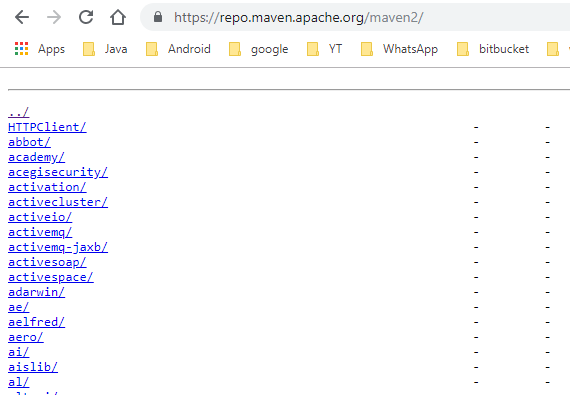 https://repo.maven.apache.org/maven2/
Apps Java Android google YT WhatsApp bitbucket
../
HTTPClient/ - -
abbot/ - -
academy/ - -
acegisecurity/ - -
activation/ - -
activecluster/ - -
activeio/ - -
activemq/ - -
activemq-jaxb/ - -
activesoap/ - -
activespace/ - -
adarwin/ - -
ae/ - -
aelfred/ - -
aero/ - -
ai/ - -
aislib/ - -
al/ - -